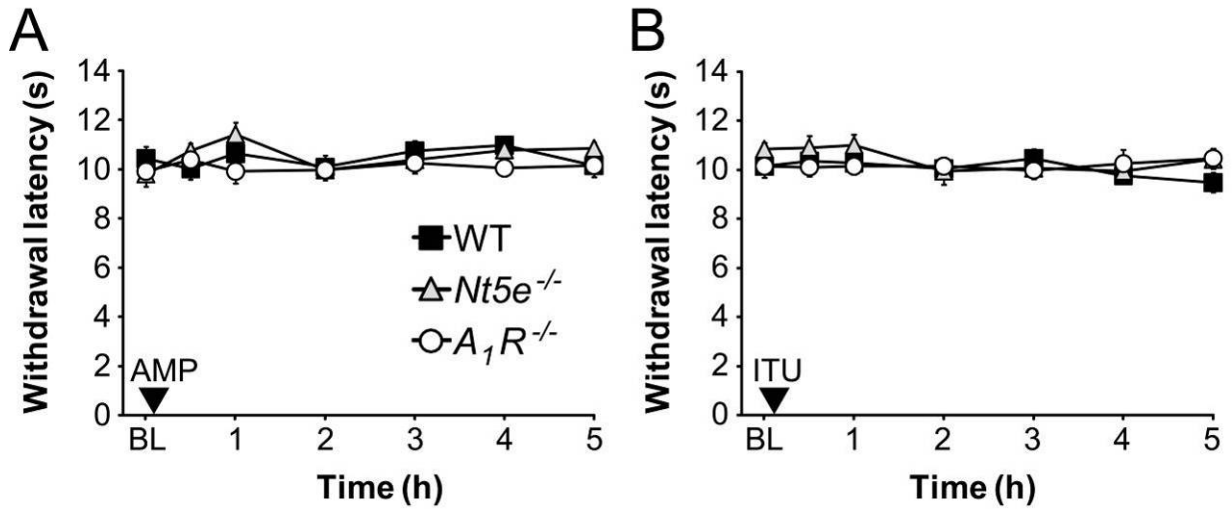 A
Withdrawal latency (s)
14
12
10
8
6
4
2
0
WT
Nt5e -/-
A1R -/-
AMP
BL 1 2 3 4 5
Time (h)
B
Withdrawal latency (s)
14
12
10
8
6
4
2
0
ITU
BL 1 2 3 4 5
Time (h)